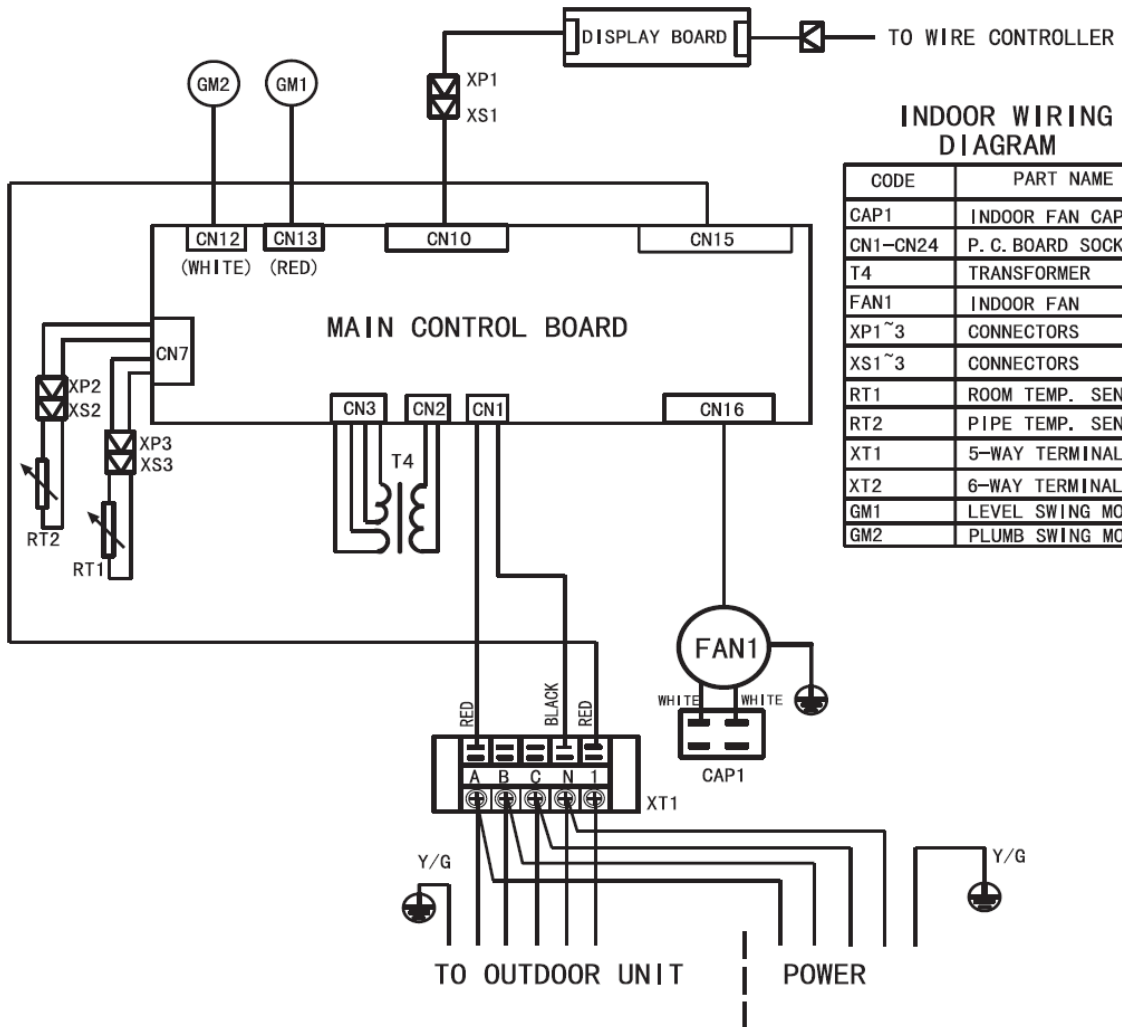 DISPLAY BOARD
TO WIRE CONTROLLER
GM2
GM1
XP1
XS1
INDOOR WIRING
DIAGRAM
CODE PART NAME
CAP1 INDOOR FAN CAP
CN1-CN24 P.C.BOARD SOCK
T4 TRANSFORMER
FAN1 INDOOR FAN
XP1~3 CONNECTORS
XS1~3 CONNECTORS
RT1 ROOM TEMP. SEN
RT2 PIPE TEMP. SEN
XT1 5-WAY TERMINAL
XT2 6-WAY TERMINAL
GM1 LEVEL SWING MO
GM2 PLUMB SWING MO
CN12
CN13
CN10
CN15
(WHITE)
(RED)
MAIN CONTROL BOARD
CN7
XP2
XS2
XP3
XS3
RT2
RT1
CN3
CN2
CN1
CN16
T4
FAN1
WHITE
WHITE
CAP1
RED
BLACK
RED
A B C N 1
XT1
Y/G
Y/G
TO OUTDOOR UNIT
POWER